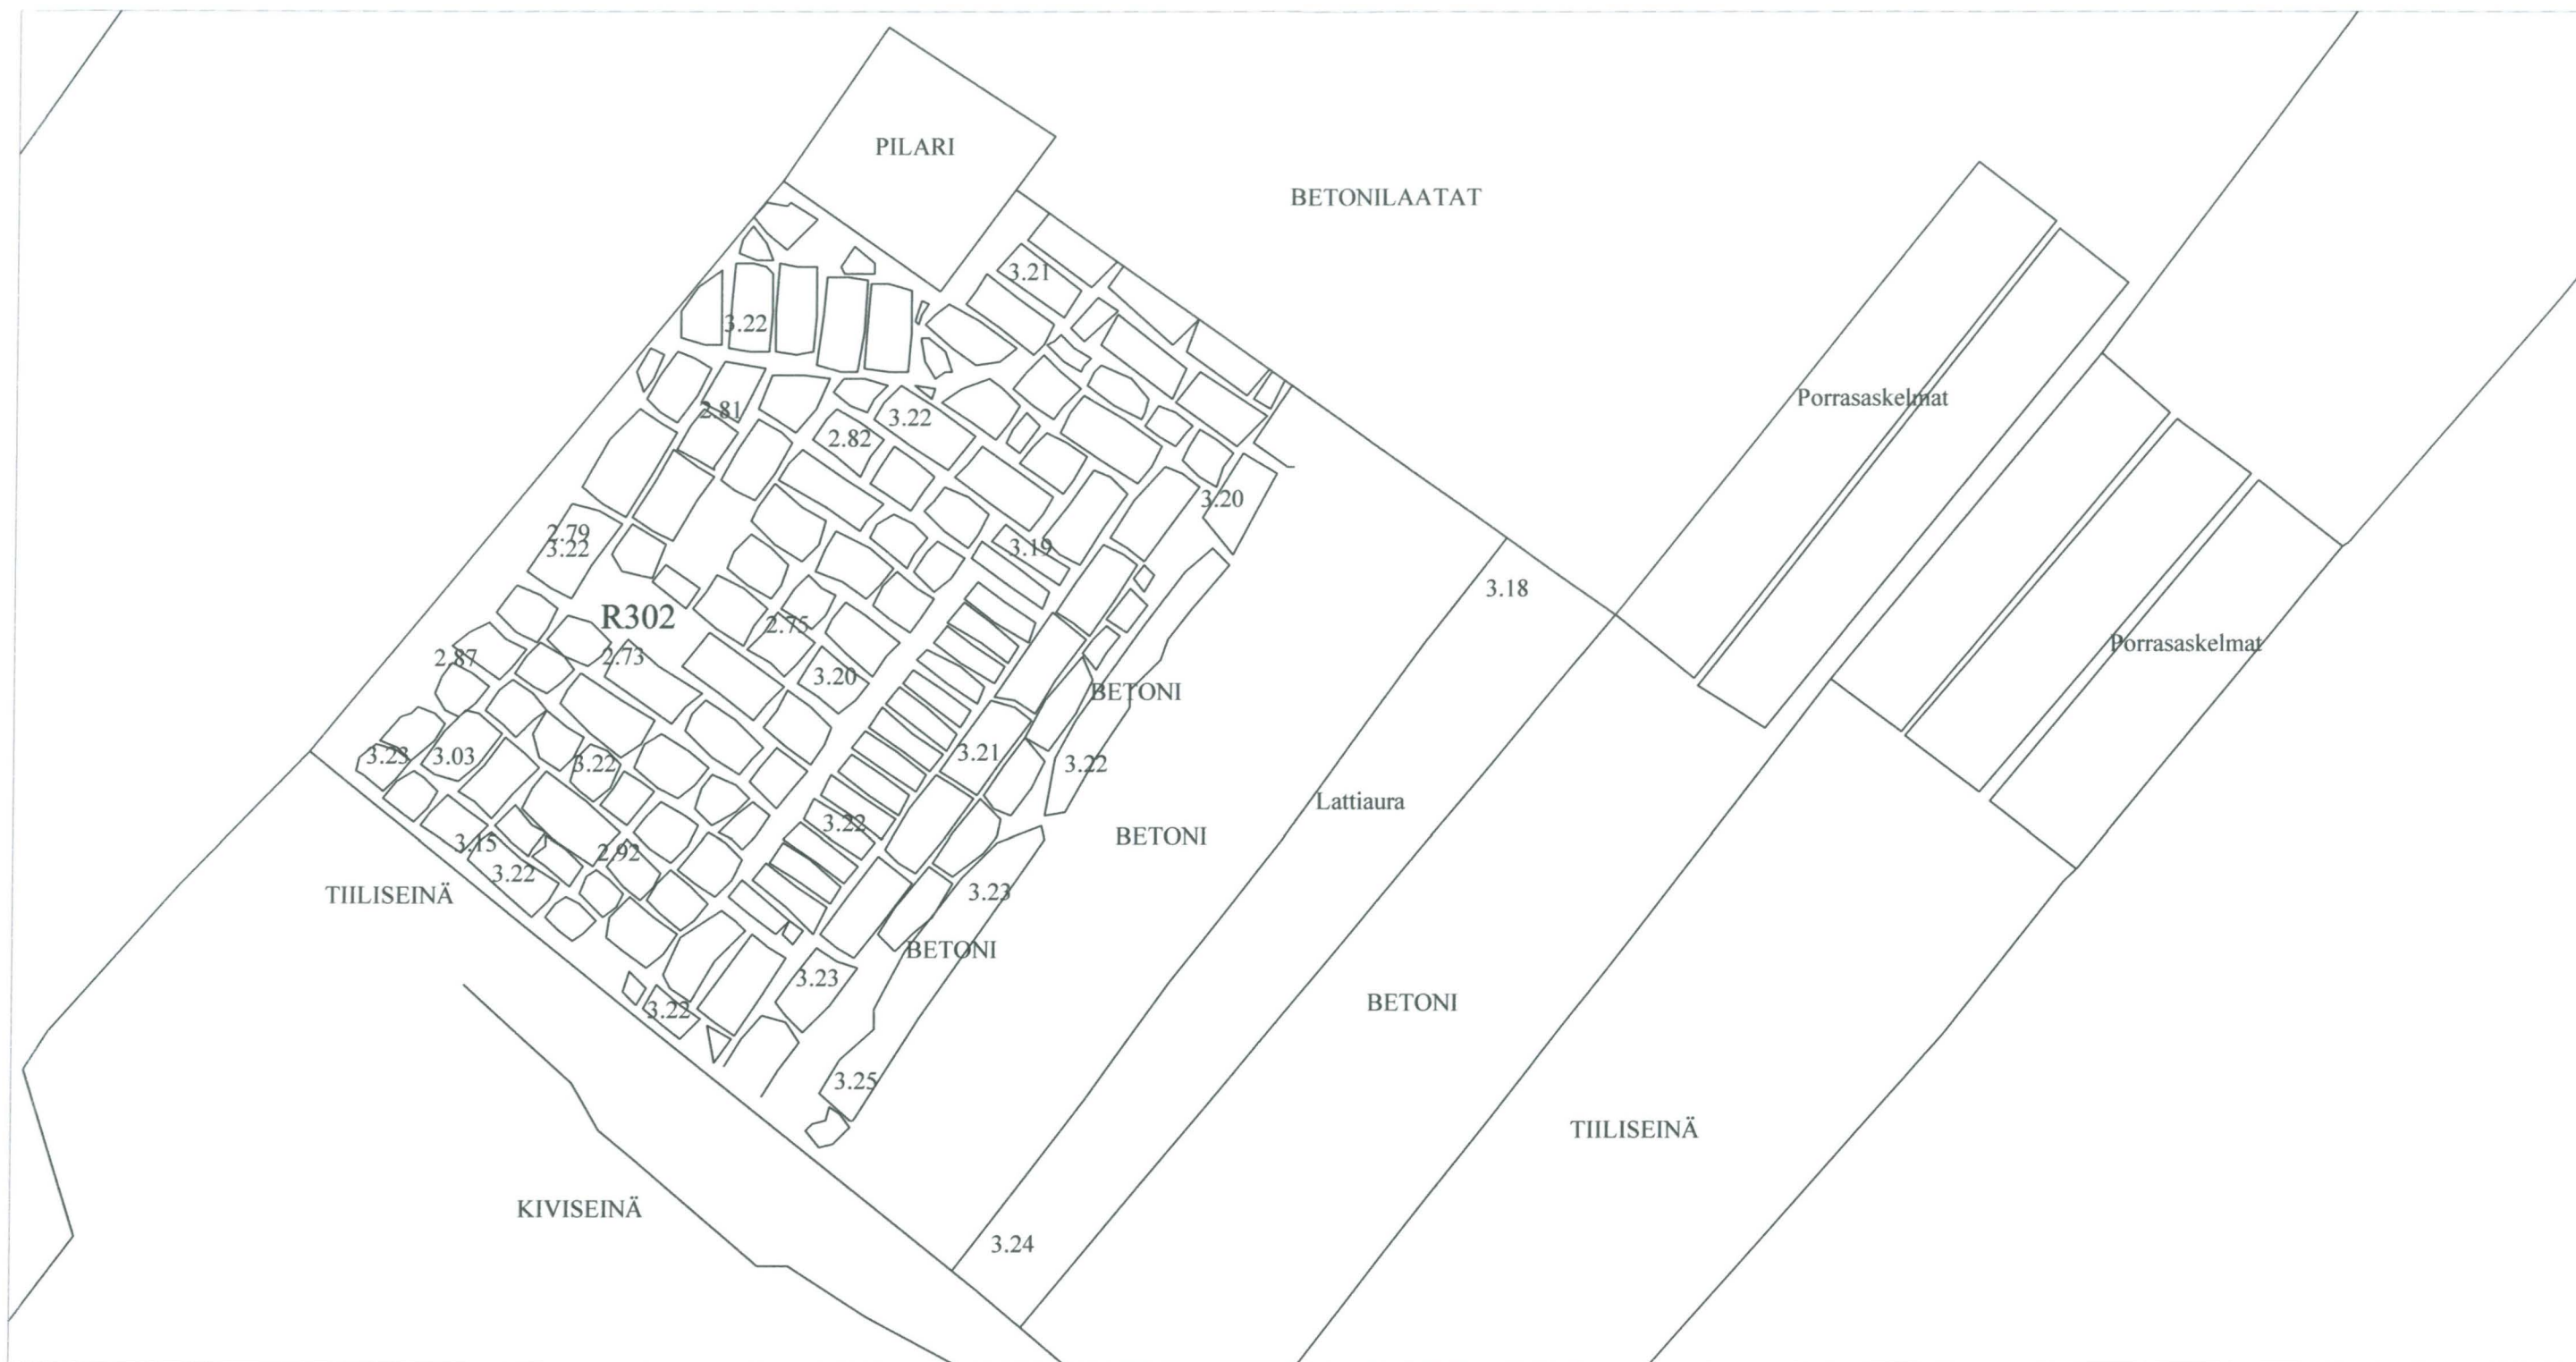 PILARI
BETONILAATAT
3.21
3.22
Porrasaskelmat
2.81
3.22
2.82
3.20
2.79
3.22
3.19
3.18
R302
2.75
Porrasaskelmat
2.87
2.73
3.20
BETONI
3.23
3.03
3.22
3.21
3.22
Lattiaura
3.22
BETONI
3.15
2.92
3.22
3.23
TIILISEINÄ
BETONI
3.23
BETONI
3.22
3.25
TIILISEINÄ
KIVISEINÄ
3.24